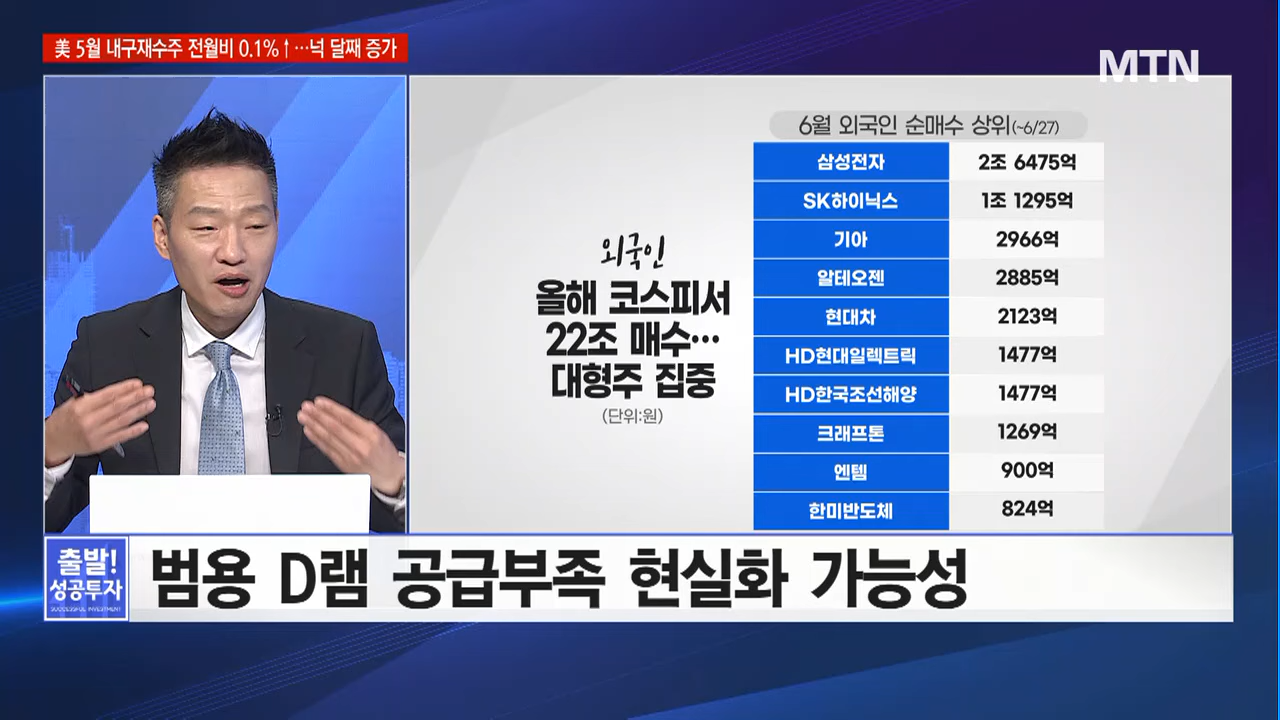 美 5월 내구재수주 전월비 0.1%↑…넉 달째 증가
MTN
6월 외국인 순매수 상위(~6/27)
외국인
올해 코스피서
22조 매수…
대형주 집중
(단위:원)
삼성전자 2조 6475억
SK하이닉스 1조 1295억
기아 2966억
알테오젠 2885억
현대차 2123억
HD현대일렉트릭 1477억
HD한국조선해양 1477억
크래프톤 1269억
엔템 900억
한미반도체 824억
출발!
성공투자
SUCCESSFUL INVESTMENT
범용 D램 공급부족 현실화 가능성